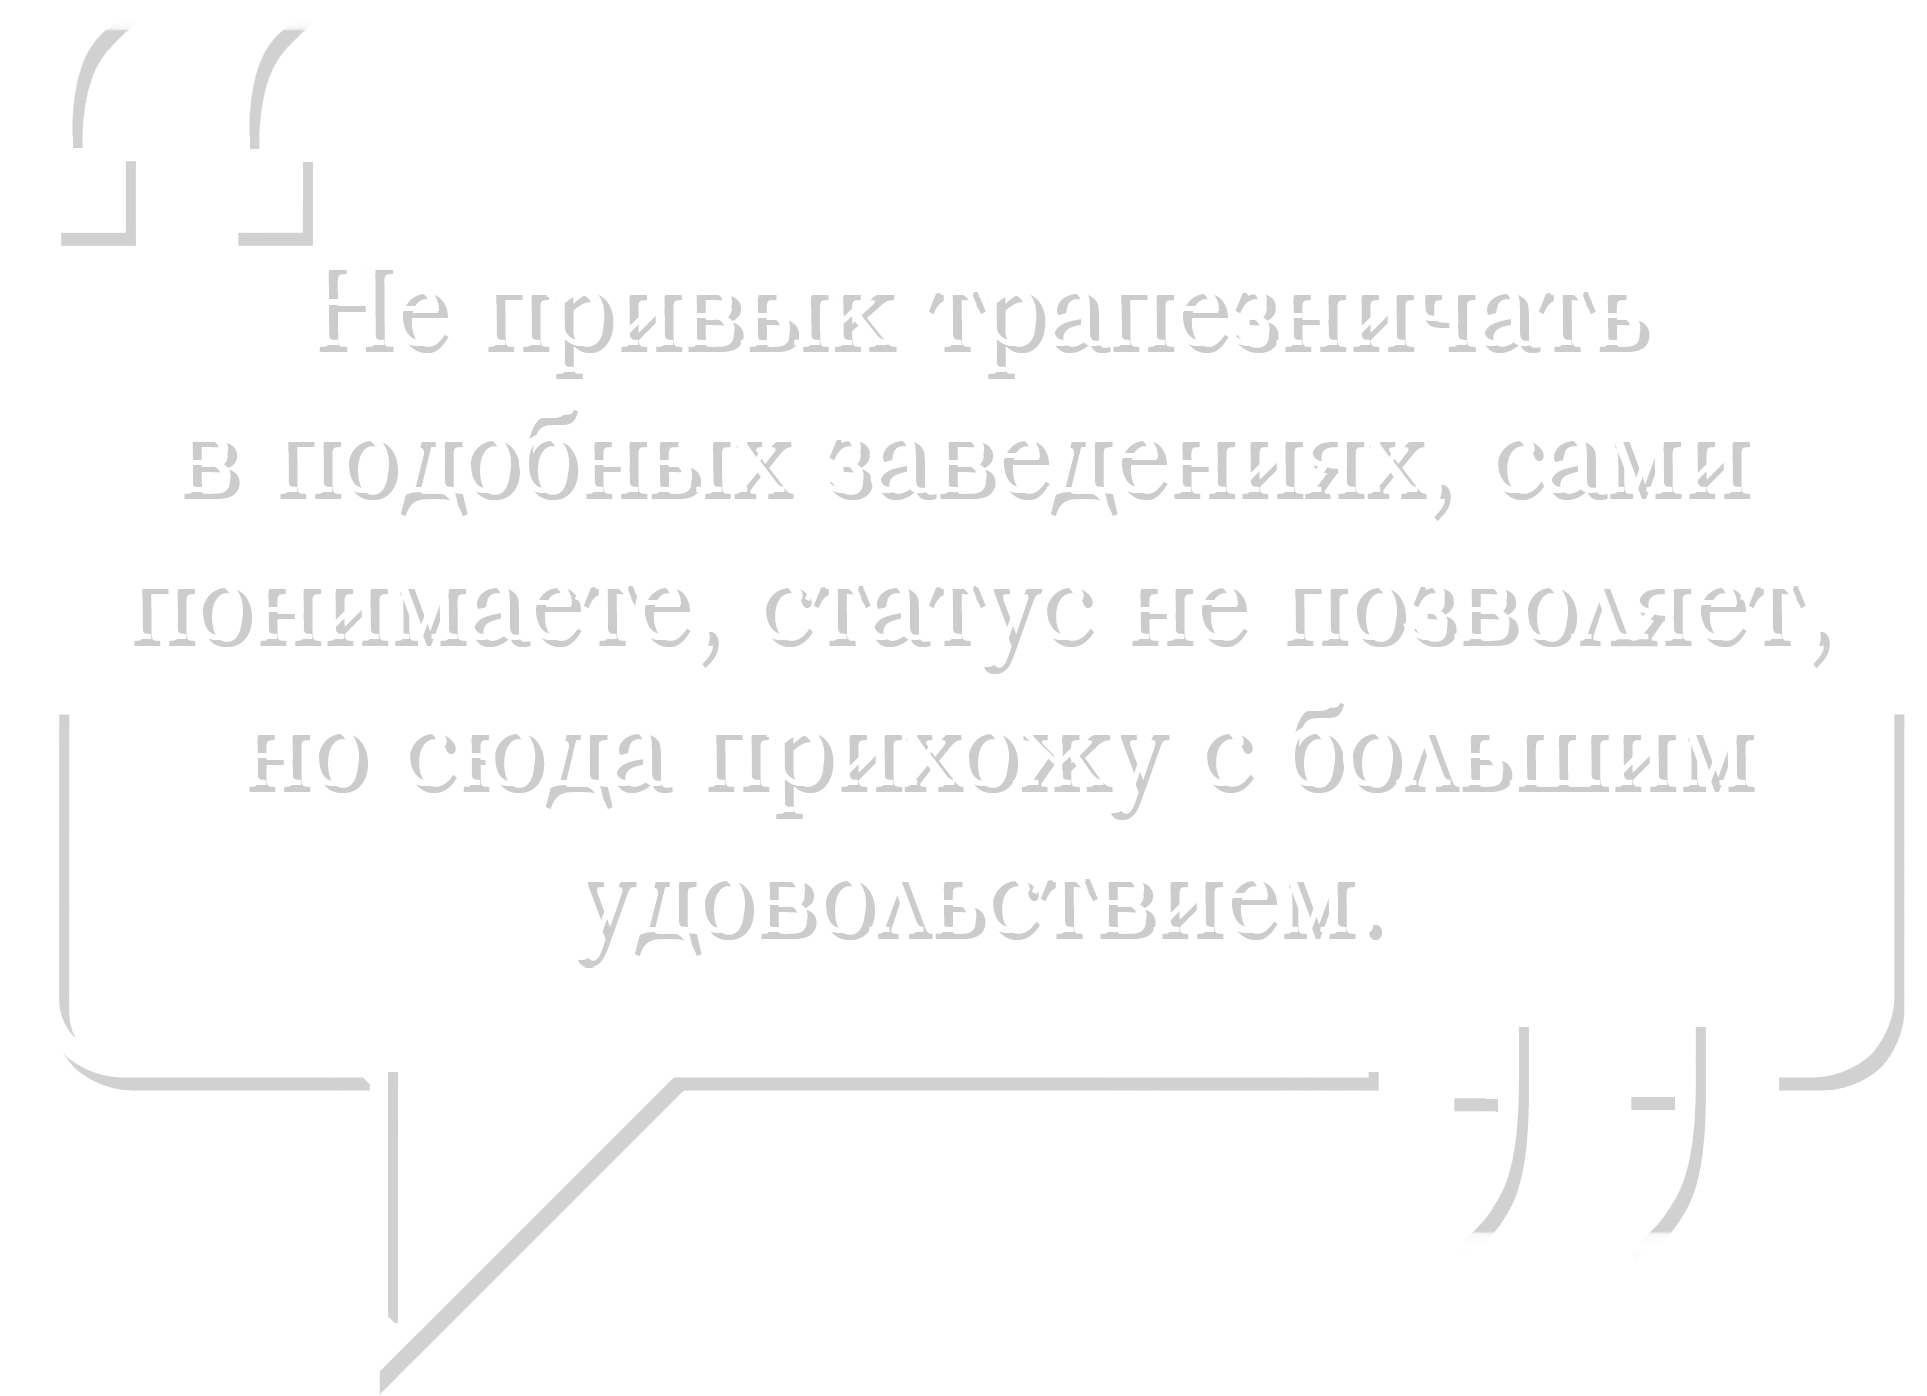 Не привык трапезничать
в подобных заведениях, сами
понимаете, статус не позволяет,
но сюда прихожу с большим
удовольствием.